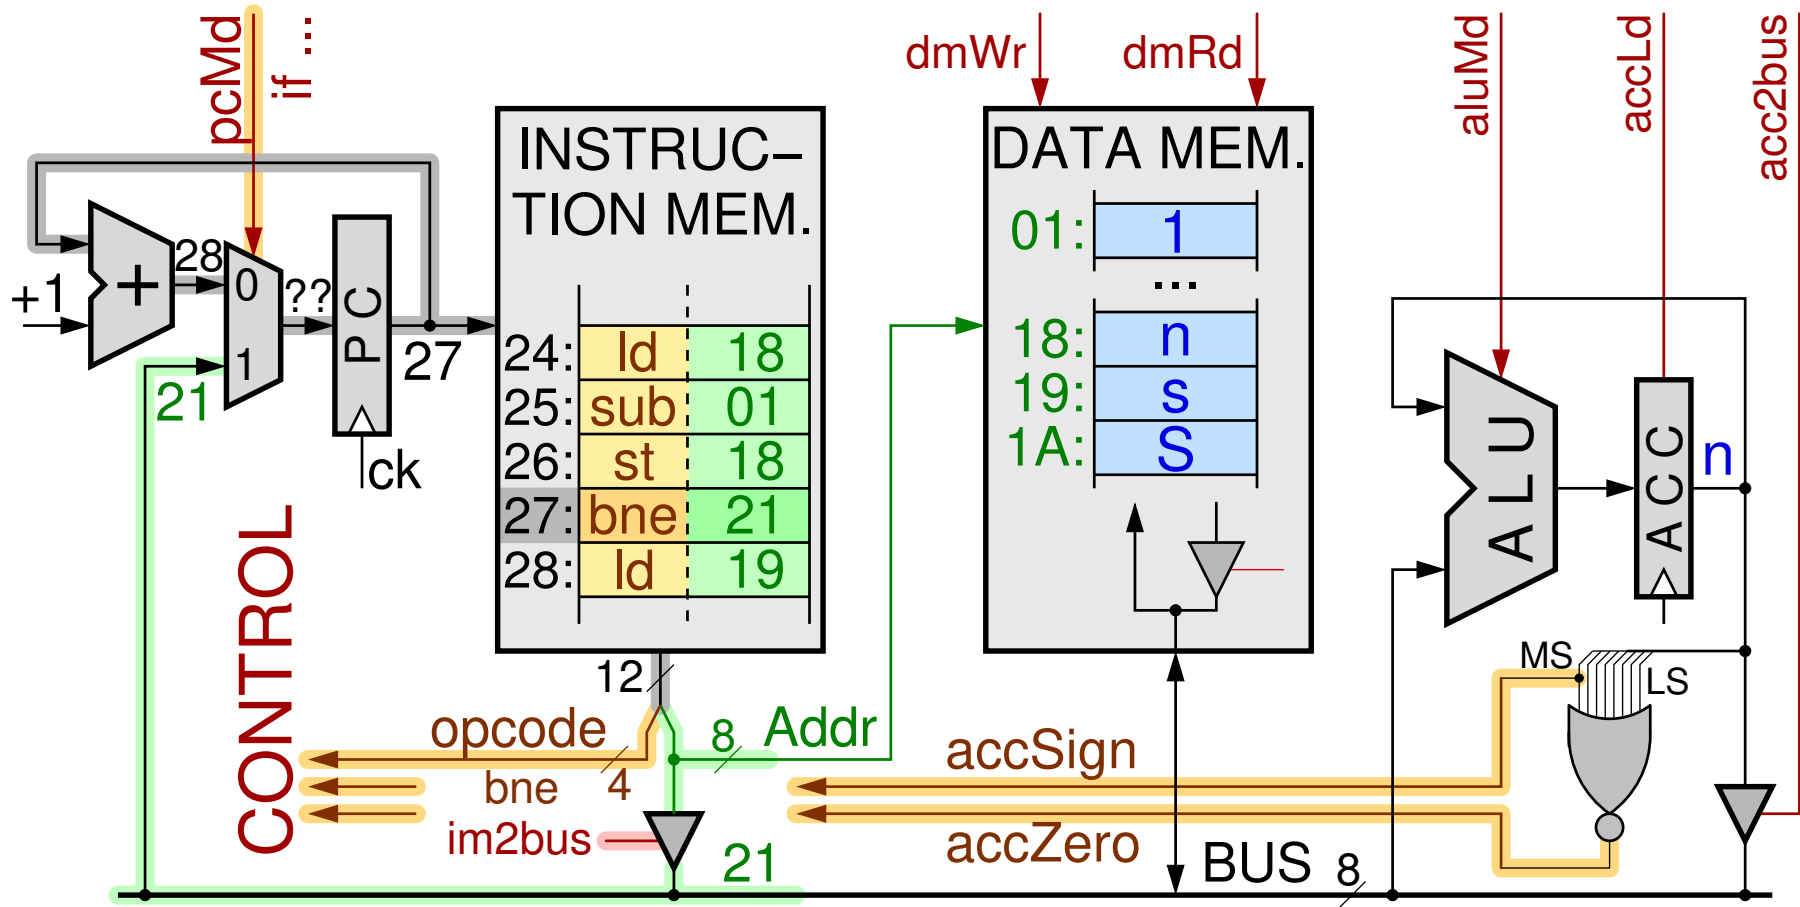 pcMd
if ...
dmWr
dmRd
aluMd
accLd
acc2bus
INSTRUC–
TION MEM.
DATA MEM.
01: 1
...
18: n
19: s
1A: S
+1
+
28
0
1
??
P C
27
21
ck
24: ld 18
25: sub 01
26: st 18
27: bne 21
28: ld 19
A L U
A C C
n
MS
LS
12
CONTROL
opcode
4
bne
8
Addr
im2bus
21
accSign
accZero
BUS
8